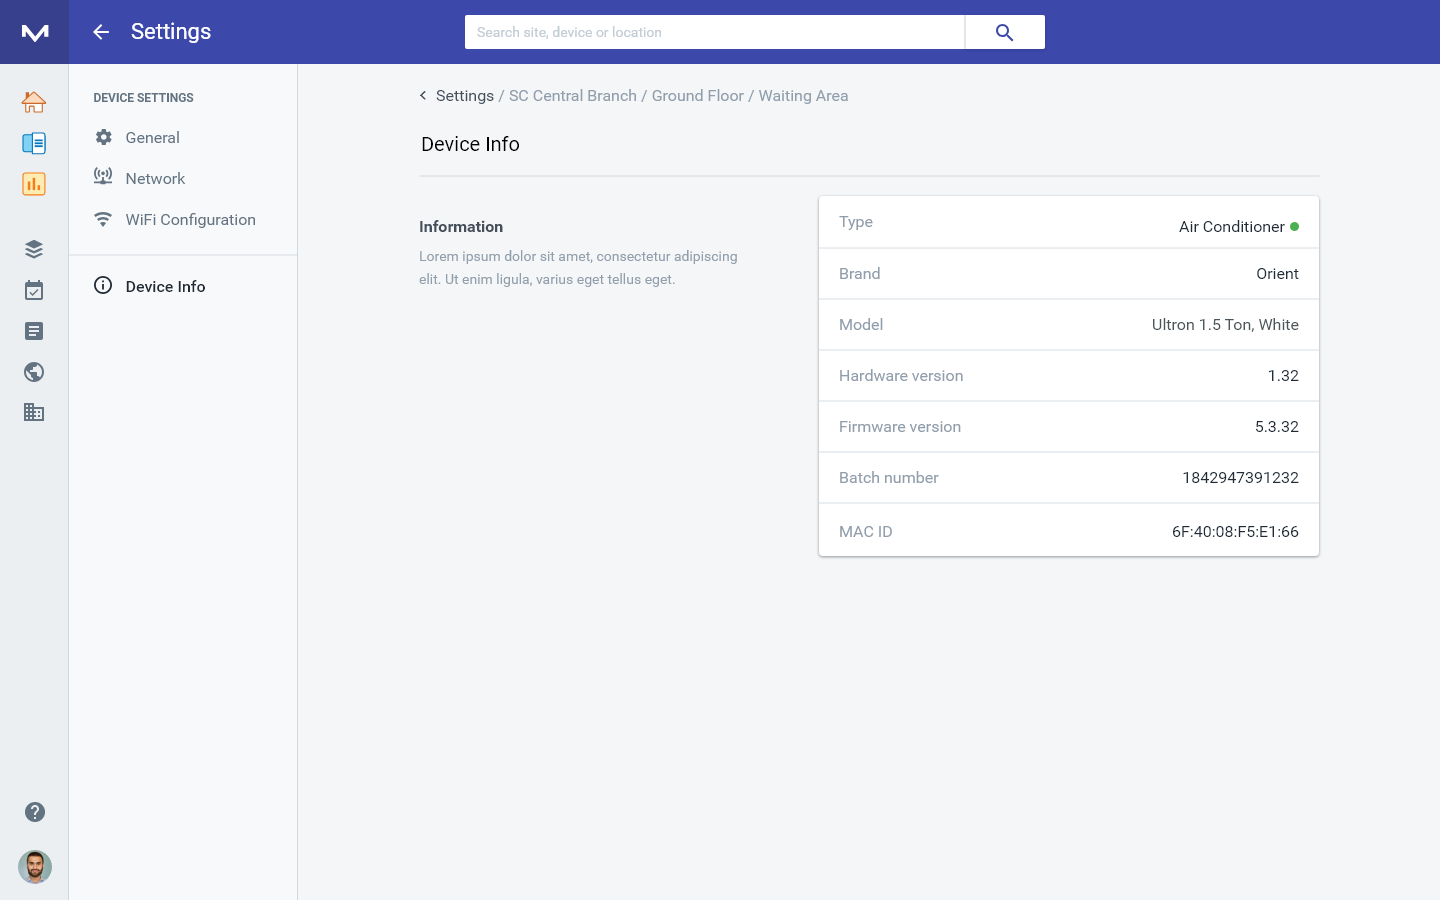 Settings
Search site, device or location
DEVICE SETTINGS
General
Network
WiFi Configuration
Device Info
Settings / SC Central Branch / Ground Floor / Waiting Area
Device Info
Information
Lorem ipsum dolor sit amet, consectetur adipiscing
elit. Ut enim ligula, varius eget tellus eget.
Type Air Conditioner
Brand Orient
Model Ultron 1.5 Ton, White
Hardware version 1.32
Firmware version 5.3.32
Batch number 1842947391232
MAC ID 6F:40:08:F5:E1:66